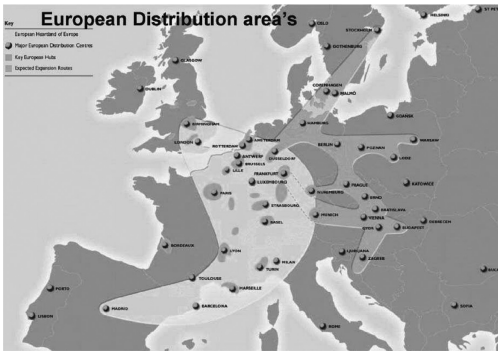 European Distribution area's
Key
European Heartland of Europe
Major European Distribution Centres
Key European Hubs
Expected Expansion Routes
OSLO
HELSINKI
STOCKHOLM
GOTHENBURG
GLASGOW
COPENHAGEN
MALMÖ
DUBLIN
GDAŃSK
BIRMINGHAM
HAMBURG
LONDON
AMSTERDAM
ROTTERDAM
BERLIN
POZNAN
WARSAW
ANTWERP
DUSSELDORF
LODZ
BRUSSELS
LILLE
FRANKFURT
LUXEMBOURG
PRAGUE
KATOWICE
PARIS
NUREMBURG
BRNO
STRASBOURG
MUNICH
BRATISLAVA
VIENNA
BASEL
GYOR
BUDAPEST
BORDEAUX
LYON
MILAN
LJUBLJANA
ZAGREB
TURIN
TOULOUSE
MARSEILLE
PORTO
MADRID
BARCELONA
LISBON
ROME
SOFIA